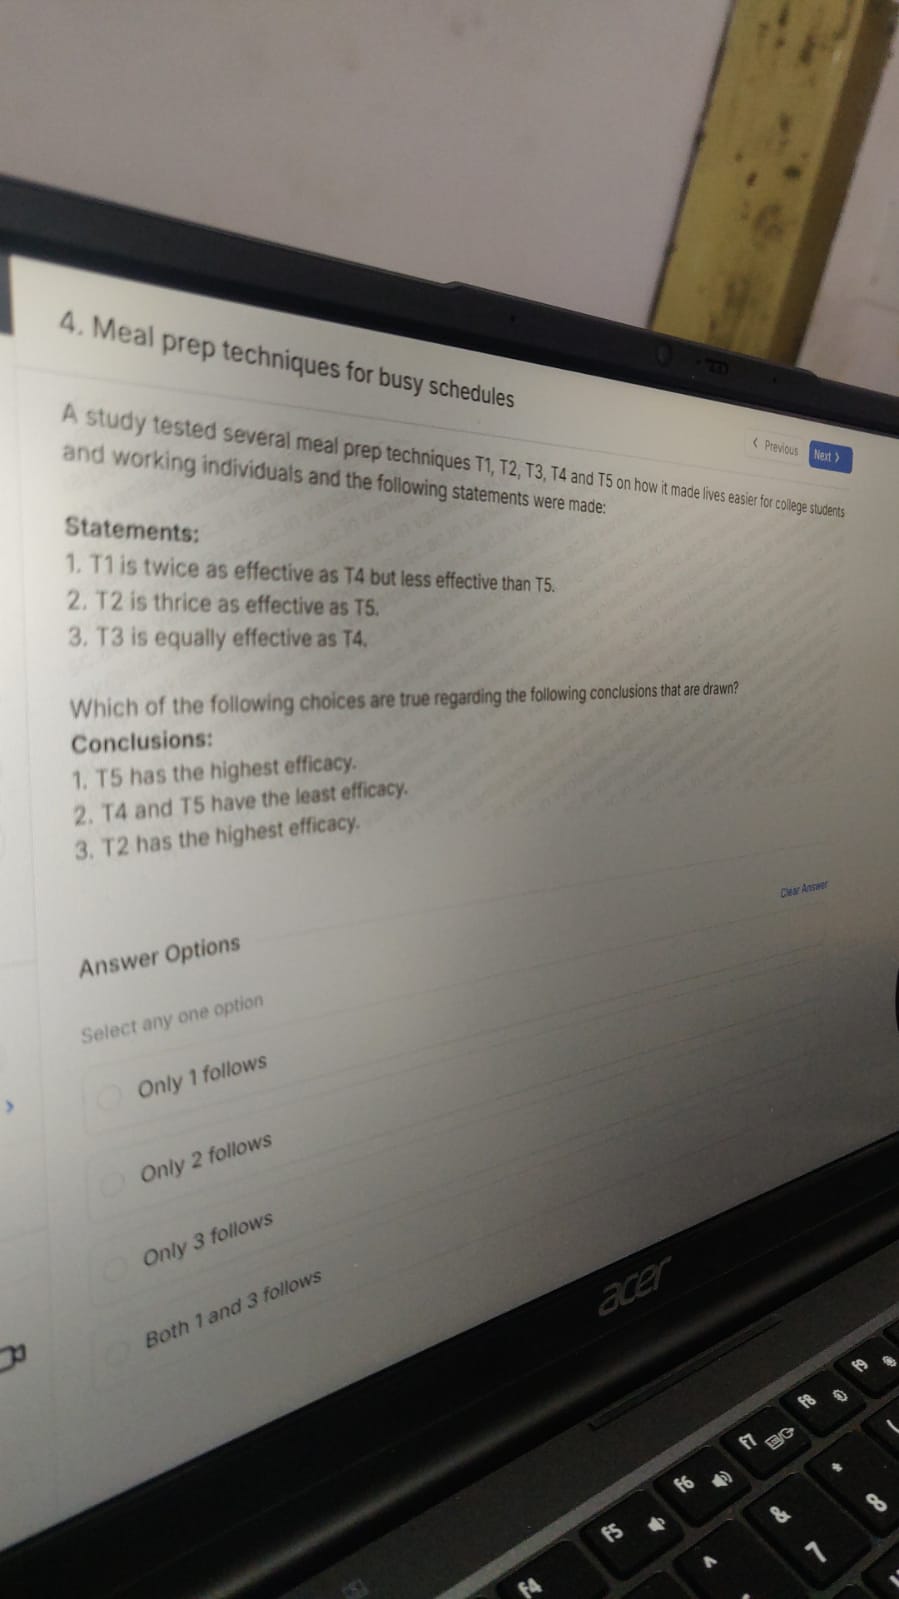 4. Meal prep techniques for busy schedules
< Previous
Next >
A study tested several meal prep techniques T1, T2, T3, T4 and T5 on how it made lives easier for college students
and working individuals and the following statements were made:
Statements:
1. T1 is twice as effective as T4 but less effective than T5.
2. T2 is thrice as effective as T5.
3. T3 is equally effective as T4.
Which of the following choices are true regarding the following conclusions that are drawn?
Conclusions:
1. T5 has the highest efficacy.
2. T4 and T5 have the least efficacy.
3. T2 has the highest efficacy.
Clear Answer
Answer Options
Select any one option
Only 1 follows
Only 2 follows
Only 3 follows
Both 1 and 3 follows
acer
F4
F5
F6
F7
F8
F9
^
&
7
*
8